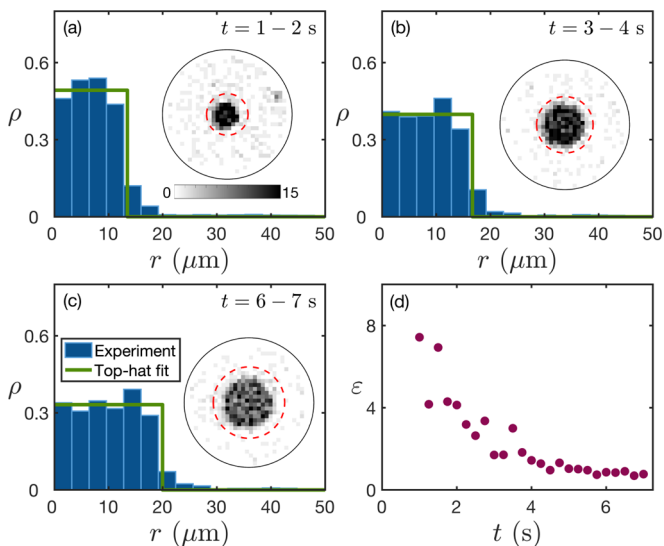 (a) t = 1 − 2 s
0.6
0.3
0
ρ
0 15
0 10 20 30 40 50
r (μm)
(b) t = 3 − 4 s
0.6
0.3
0
ρ
0 10 20 30 40 50
r (μm)
(c) t = 6 − 7 s
0.6
0.3
0
ρ
Experiment
Top-hat fit
0 10 20 30 40 50
r (μm)
(d)
8
4
0
ε
0 2 4 6
t (s)